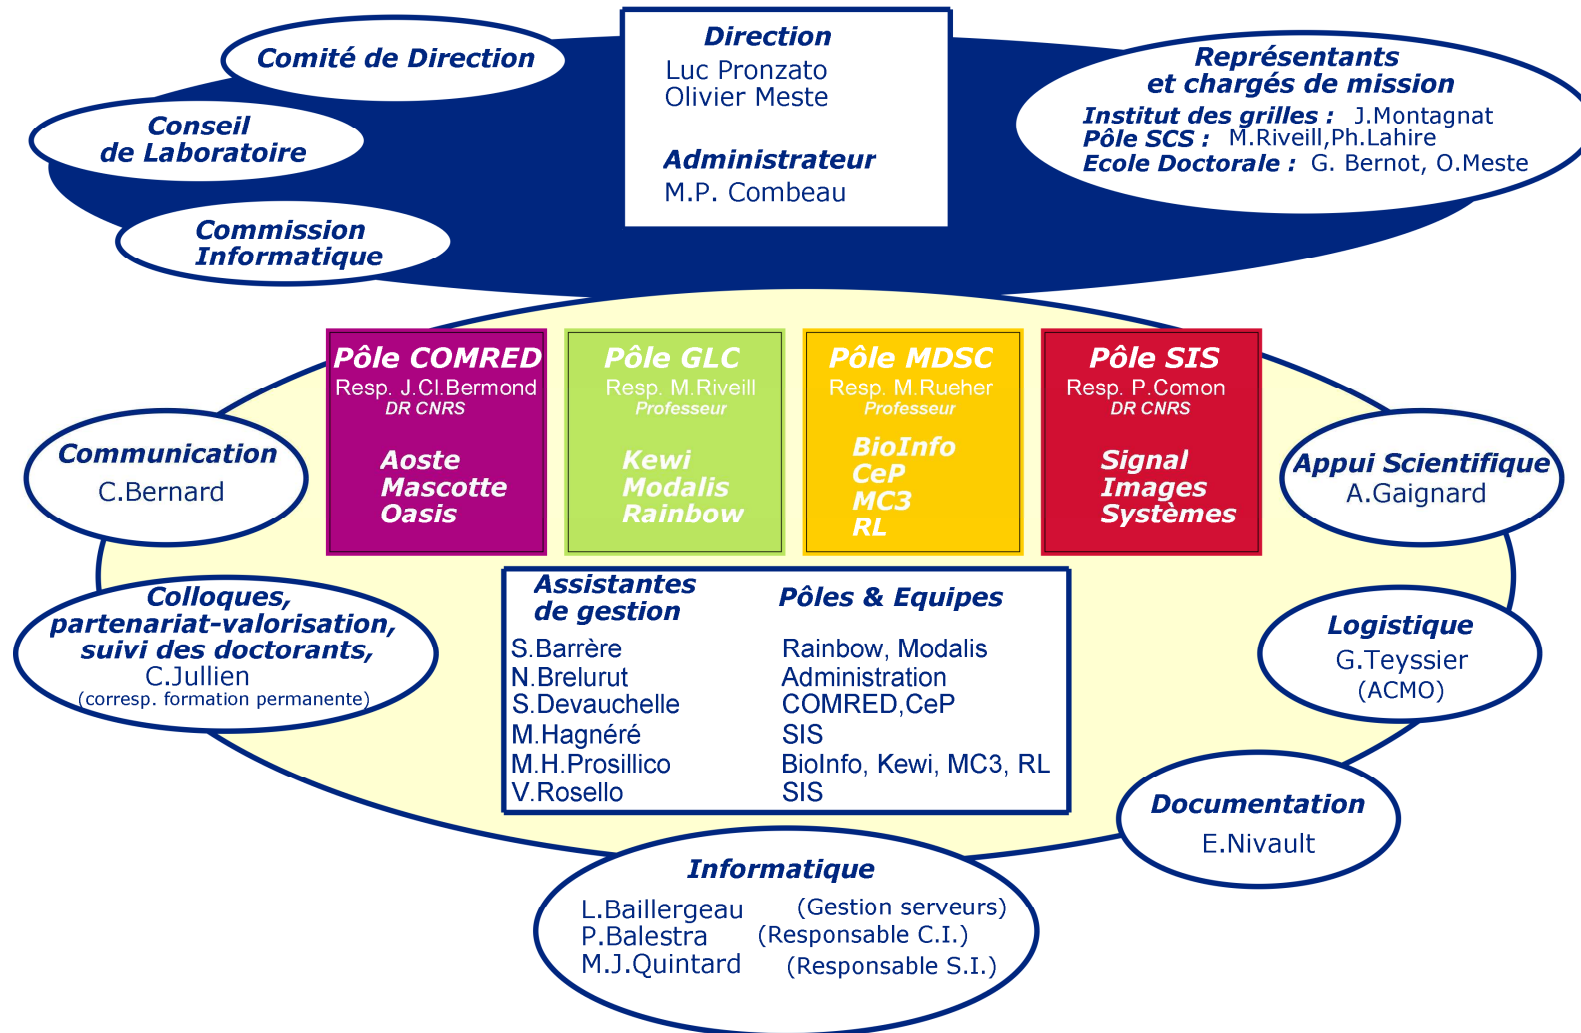 Comité de Direction
Conseil
de Laboratoire
Commission
Informatique
Direction
Luc Pronzato
Olivier Meste
Administrateur
M.P. Combeau
Représentants
et chargés de mission
Institut des grilles : J.Montagnat
Pôle SCS : M.Riveill,Ph.Lahire
Ecole Doctorale : G. Bernot, O.Meste
Pôle COMRED
Resp. J.Cl.Bermond
DR CNRS
Aoste
Mascotte
Oasis
Pôle GLC
Resp. M.Riveill
Professeur
Kewi
Modalis
Rainbow
Pôle MDSC
Resp. M.Rueher
Professeur
BioInfo
CeP
MC3
RL
Pôle SIS
Resp. P.Comon
DR CNRS
Signal
Images
Systèmes
Communication
C.Bernard
Appui Scientifique
A.Gaignard
Colloques,
partenariat-valorisation,
suivi des doctorants,
C.Jullien
(corresp. formation permanente)
Assistantes
de gestion Pôles & Equipes
S.Barrère Rainbow, Modalis
N.Brelurut Administration
S.Devauchelle COMRED,CeP
M.Hagnéré SIS
M.H.Prosillico BioInfo, Kewi, MC3, RL
V.Rosello SIS
Logistique
G.Teyssier
(ACMO)
Documentation
E.Nivault
Informatique
L.Baillergeau (Gestion serveurs)
P.Balestra (Responsable C.I.)
M.J.Quintard (Responsable S.I.)